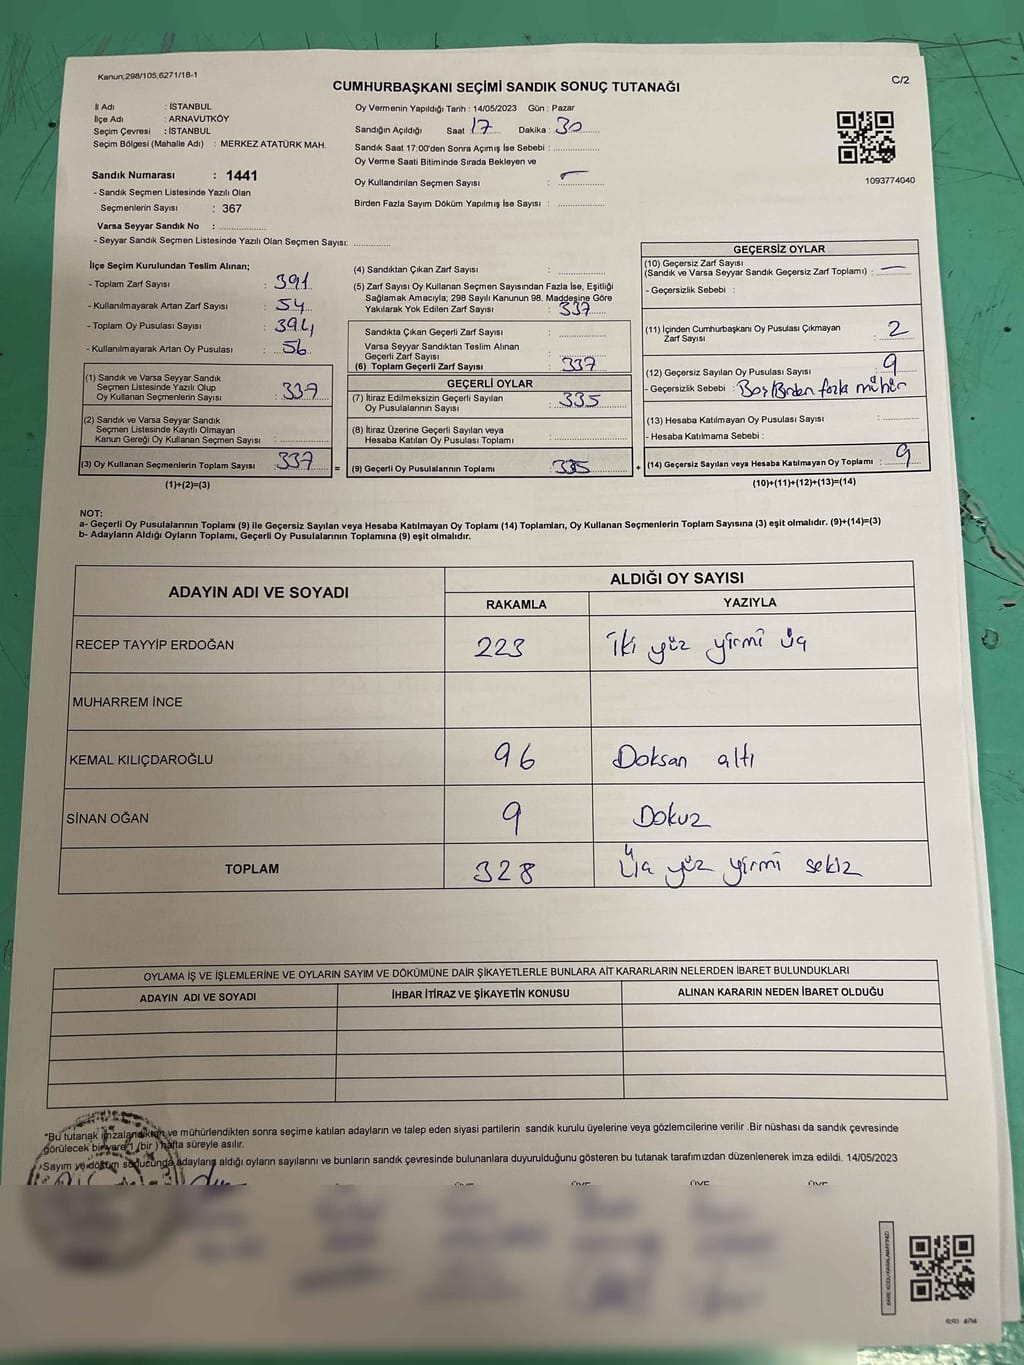 Kanun;298/105,6271/18-1
C/2
CUMHURBAŞKANI SEÇİMİ SANDIK SONUÇ TUTANAĞI
İl Adı : İSTANBUL
İlçe Adı : ARNAVUTKÖY
Seçim Çevresi : İSTANBUL
Seçim Bölgesi (Mahalle Adı) : MERKEZ ATATÜRK MAH.
Sandık Numarası : 1441
- Sandık Seçmen Listesinde Yazılı Olan
Seçmenlerin Sayısı : 367
Varsa Seyyar Sandık No :
- Seyyar Sandık Seçmen Listesinde Yazılı Olan Seçmen Sayısı:
Oy Vermenin Yapıldığı Tarih : 14/05/2023 Gün : Pazar
Sandığın Açıldığı Saat 17 Dakika : 30
Sandık Saat 17:00'den Sonra Açımış İse Sebebi :
Oy Verme Saati Bitiminde Sırada Bekleyen ve
Oy Kullandırılan Seçmen Sayısı : –
Birden Fazla Sayım Döküm Yapılmış İse Sayısı :
1093774040
İlçe Seçim Kurulundan Teslim Alınan;
- Toplam Zarf Sayısı : 391
- Kullanılmayarak Artan Zarf Sayısı : 54
- Toplam Oy Pusulası Sayısı : 394
- Kullanılmayarak Artan Oy Pusulası : 56
(1) Sandık ve Varsa Seyyar Sandık
Seçmen Listesinde Yazılı Olup
Oy Kullanan Seçmenlerin Sayısı : 337
(2) Sandık ve Varsa Seyyar Sandık
Seçmen Listesinde Kayıtlı Olmayan
Kanun Gereği Oy Kullanan Seçmen Sayısı :
(3) Oy Kullanan Seçmenlerin Toplam Sayısı : 337
(1)+(2)=(3)
=
(4) Sandıktan Çıkan Zarf Sayısı :
(5) Zarf Sayısı Oy Kullanan Seçmen Sayısından Fazla İse, Eşitliği
Sağlamak Amacıyla; 298 Sayılı Kanunun 98. Maddesine Göre
Yakılarak Yok Edilen Zarf Sayısı : 337
Sandıkta Çıkan Geçerli Zarf Sayısı :
Varsa Seyyar Sandıktan Teslim Alınan
Geçerli Zarf Sayısı :
(6) Toplam Geçerli Zarf Sayısı : 337
GEÇERLİ OYLAR
(7) İtiraz Edilmeksizin Geçerli Sayılan
Oy Pusulalarının Sayısı : 335
(8) İtiraz Üzerine Geçerli Sayılan veya
Hesaba Katılan Oy Pusulası Toplamı :
(9) Geçerli Oy Pusulalarının Toplamı : 335
+
GEÇERSİZ OYLAR
(10) Geçersiz Zarf Sayısı
(Sandık ve Varsa Seyyar Sandık Geçersiz Zarf Toplamı) : –
- Geçersizlik Sebebi :
(11) İçinden Cumhurbaşkanı Oy Pusulası Çıkmayan
Zarf Sayısı : 2
(12) Geçersiz Sayılan Oy Pusulası Sayısı : 9
- Geçersizlik Sebebi : Boş/Birden fazla mühür
(13) Hesaba Katılmayan Oy Pusulası Sayısı :
- Hesaba Katılmama Sebebi :
(14) Geçersiz Sayılan veya Hesaba Katılmayan Oy Toplamı : 9
(10)+(11)+(12)+(13)=(14)
NOT:
a- Geçerli Oy Pusulalarının Toplamı (9) ile Geçersiz Sayılan veya Hesaba Katılmayan Oy Toplamı (14) Toplamları, Oy Kullanan Seçmenlerin Toplam Sayısına (3) eşit olmalıdır. (9)+(14)=(3)
b- Adayların Aldığı Oyların Toplamı, Geçerli Oy Pusulalarının Toplamına (9) eşit olmalıdır.
ADAYIN ADI VE SOYADI
ALDIĞI OY SAYISI
RAKAMLA YAZIYLA
RECEP TAYYİP ERDOĞAN 223 iki yüz yirmi üç
MUHARREM İNCE
KEMAL KILIÇDAROĞLU 96 Doksan altı
SİNAN OĞAN 9 Dokuz
TOPLAM 328 Üç yüz yirmi sekiz
OYLAMA İŞ VE İŞLEMLERİNE VE OYLARIN SAYIM VE DÖKÜMÜNE DAİR ŞİKAYETLERLE BUNLARA AİT KARARLARIN NELERDEN İBARET BULUNDUKLARI
ADAYIN ADI VE SOYADI İHBAR İTİRAZ VE ŞİKAYETİN KONUSU ALINAN KARARIN NEDEN İBARET OLDUĞU
*Bu tutanak imzalandıktan ve mühürlendikten sonra seçime katılan adayların ve talep eden siyasi partilerin sandık kurulu üyelerine veya gözlemcilerine verilir .Bir nüshası da sandık çevresinde
görülecek bir yere 1 (bir ) hafta süreyle asılır.
*Sayım ve döküm sonucunda adayların aldığı oyların sayılarını ve bunların sandık çevresinde bulunanlara duyurulduğunu gösteren bu tutanak tarafımızdan düzenlenerek imza edildi. 14/05/2023
KARE KODU KARALAMAYINIZ!